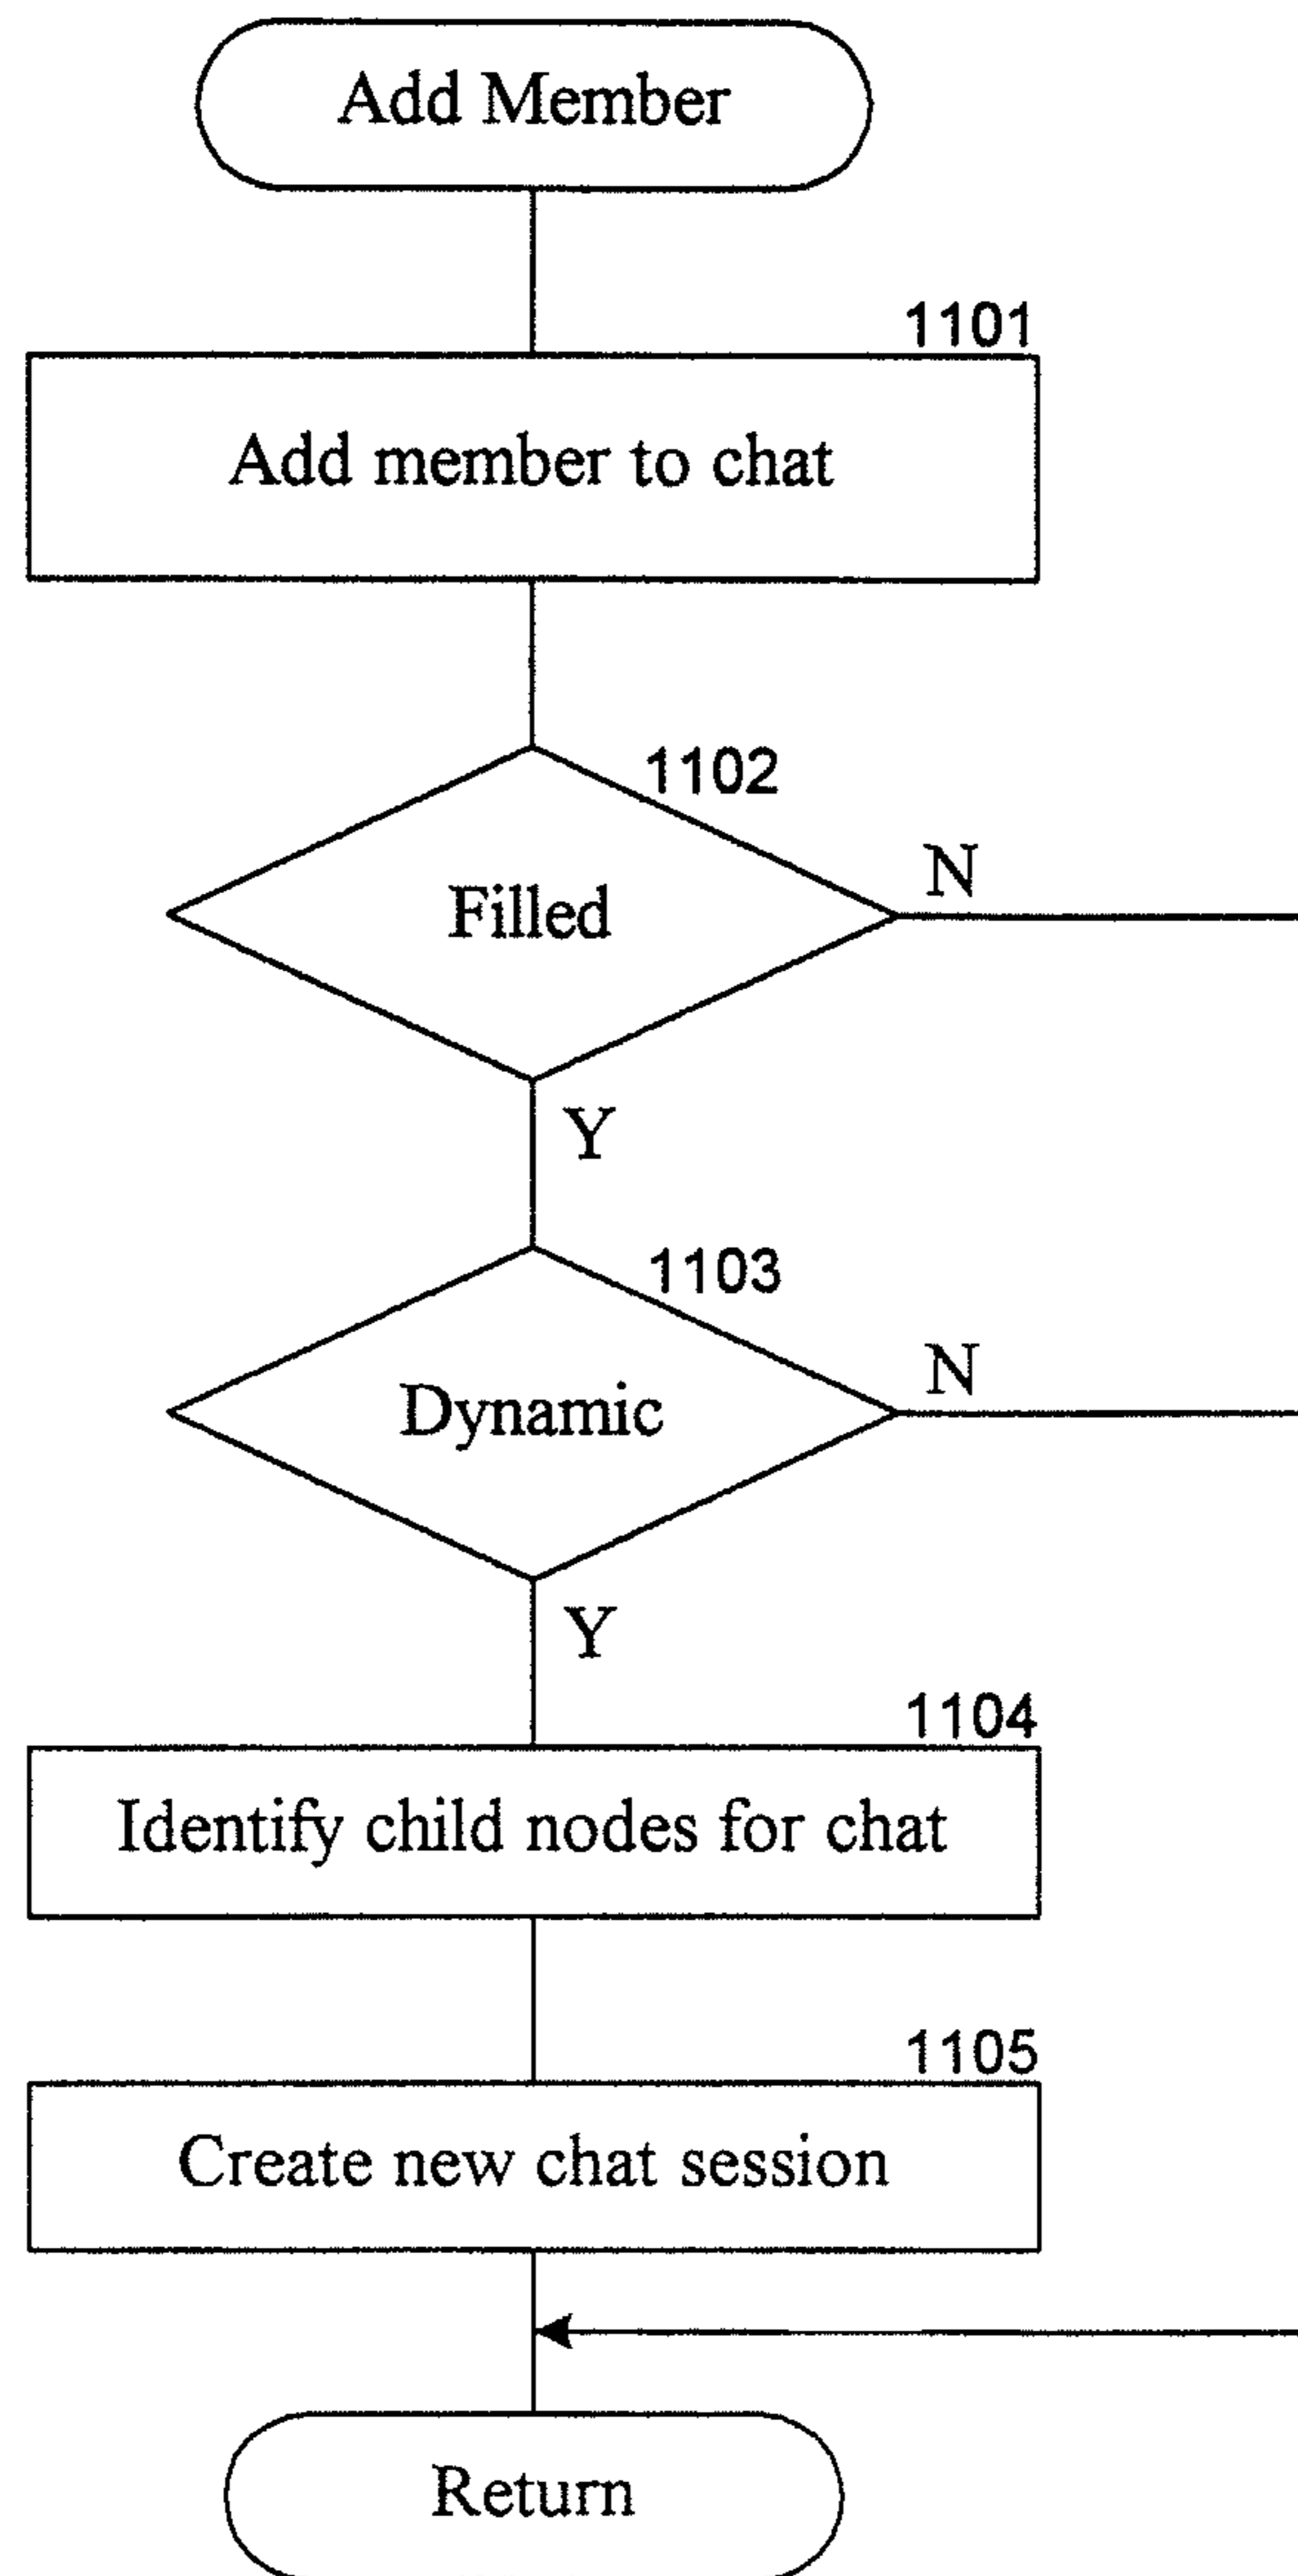 Add Member
1101
Add member to chat
1102
Filled
N
Y
1103
Dynamic
N
Y
1104
Identify child nodes for chat
1105
Create new chat session
Return